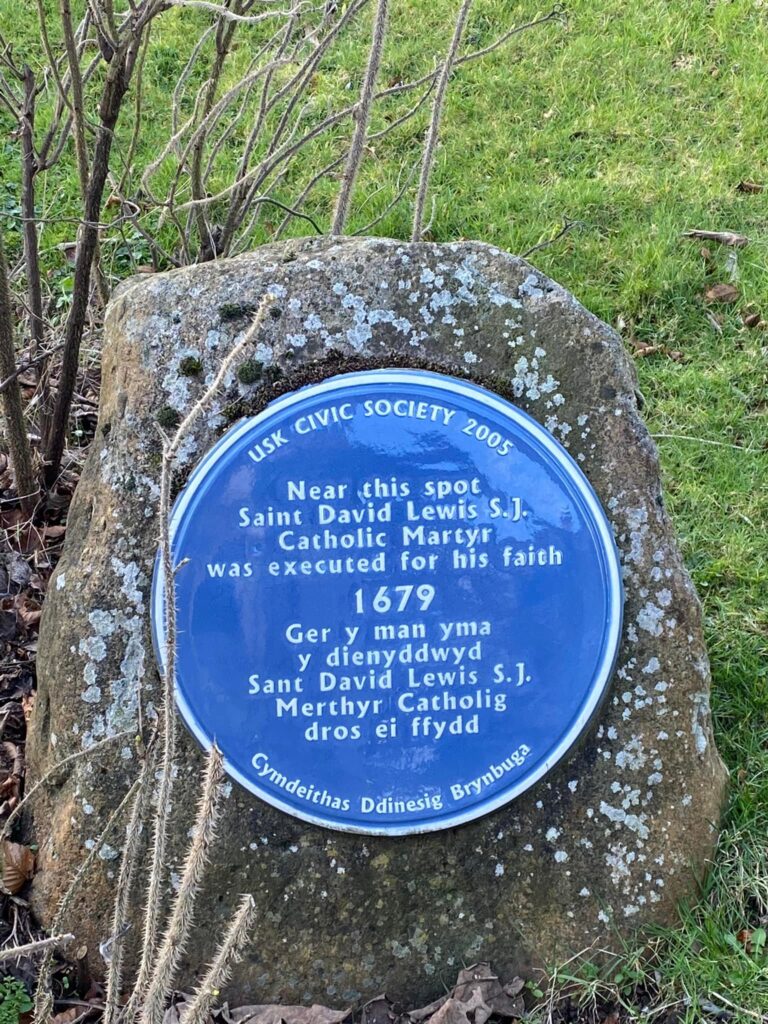 USK CIVIC SOCIETY 2005
Near this spot
Saint David Lewis S.J.
Catholic Martyr
was executed for his faith
1679
Ger y man yma
y dienyddwyd
Sant David Lewis S.J.
Merthyr Catholig
dros ei ffydd
Cymdeithas Ddinesig Brynbuga